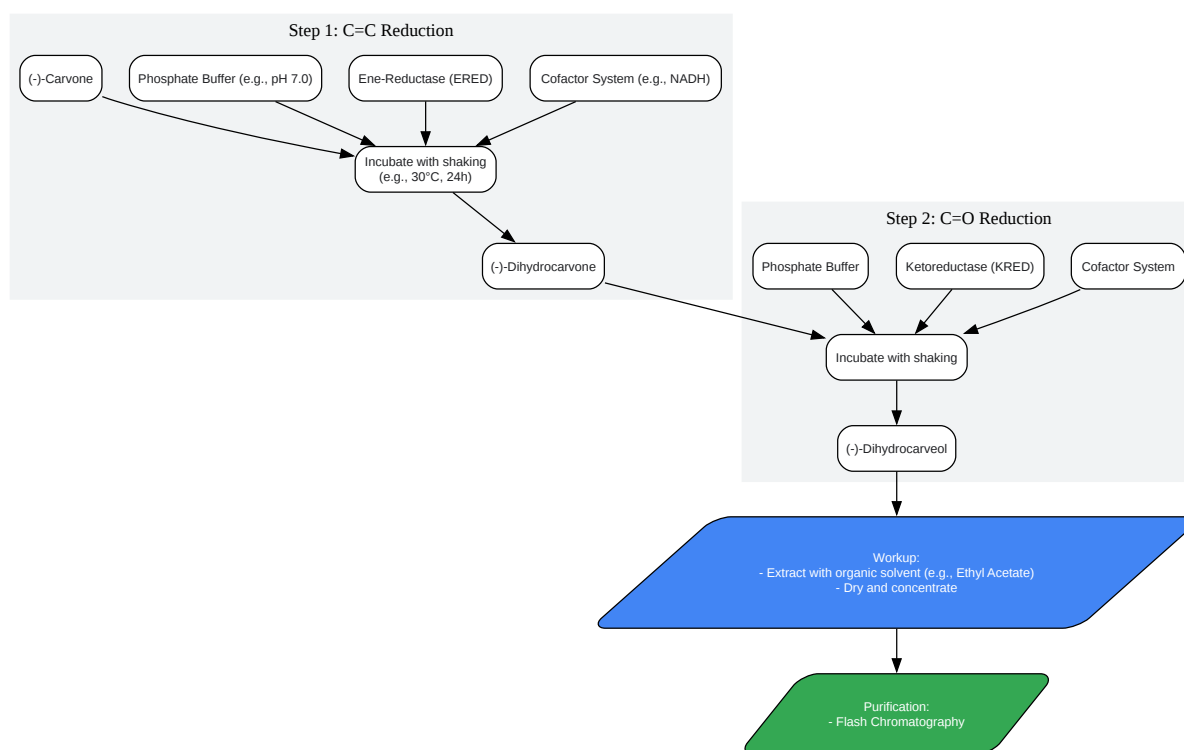 Step 1: C=C Reduction
(-)-Carvone
Phosphate Buffer (e.g., pH 7.0)
Ene-Reductase (ERED)
Cofactor System (e.g., NADH)
Incubate with shaking
(e.g., 30°C, 24h)
(-)-Dihydrocarvone
Step 2: C=O Reduction
Phosphate Buffer
Ketoreductase (KRED)
Cofactor System
Incubate with shaking
(-)-Dihydrocarveol
Workup:
- Extract with organic solvent (e.g., Ethyl Acetate)
- Dry and concentrate
Purification:
- Flash Chromatography